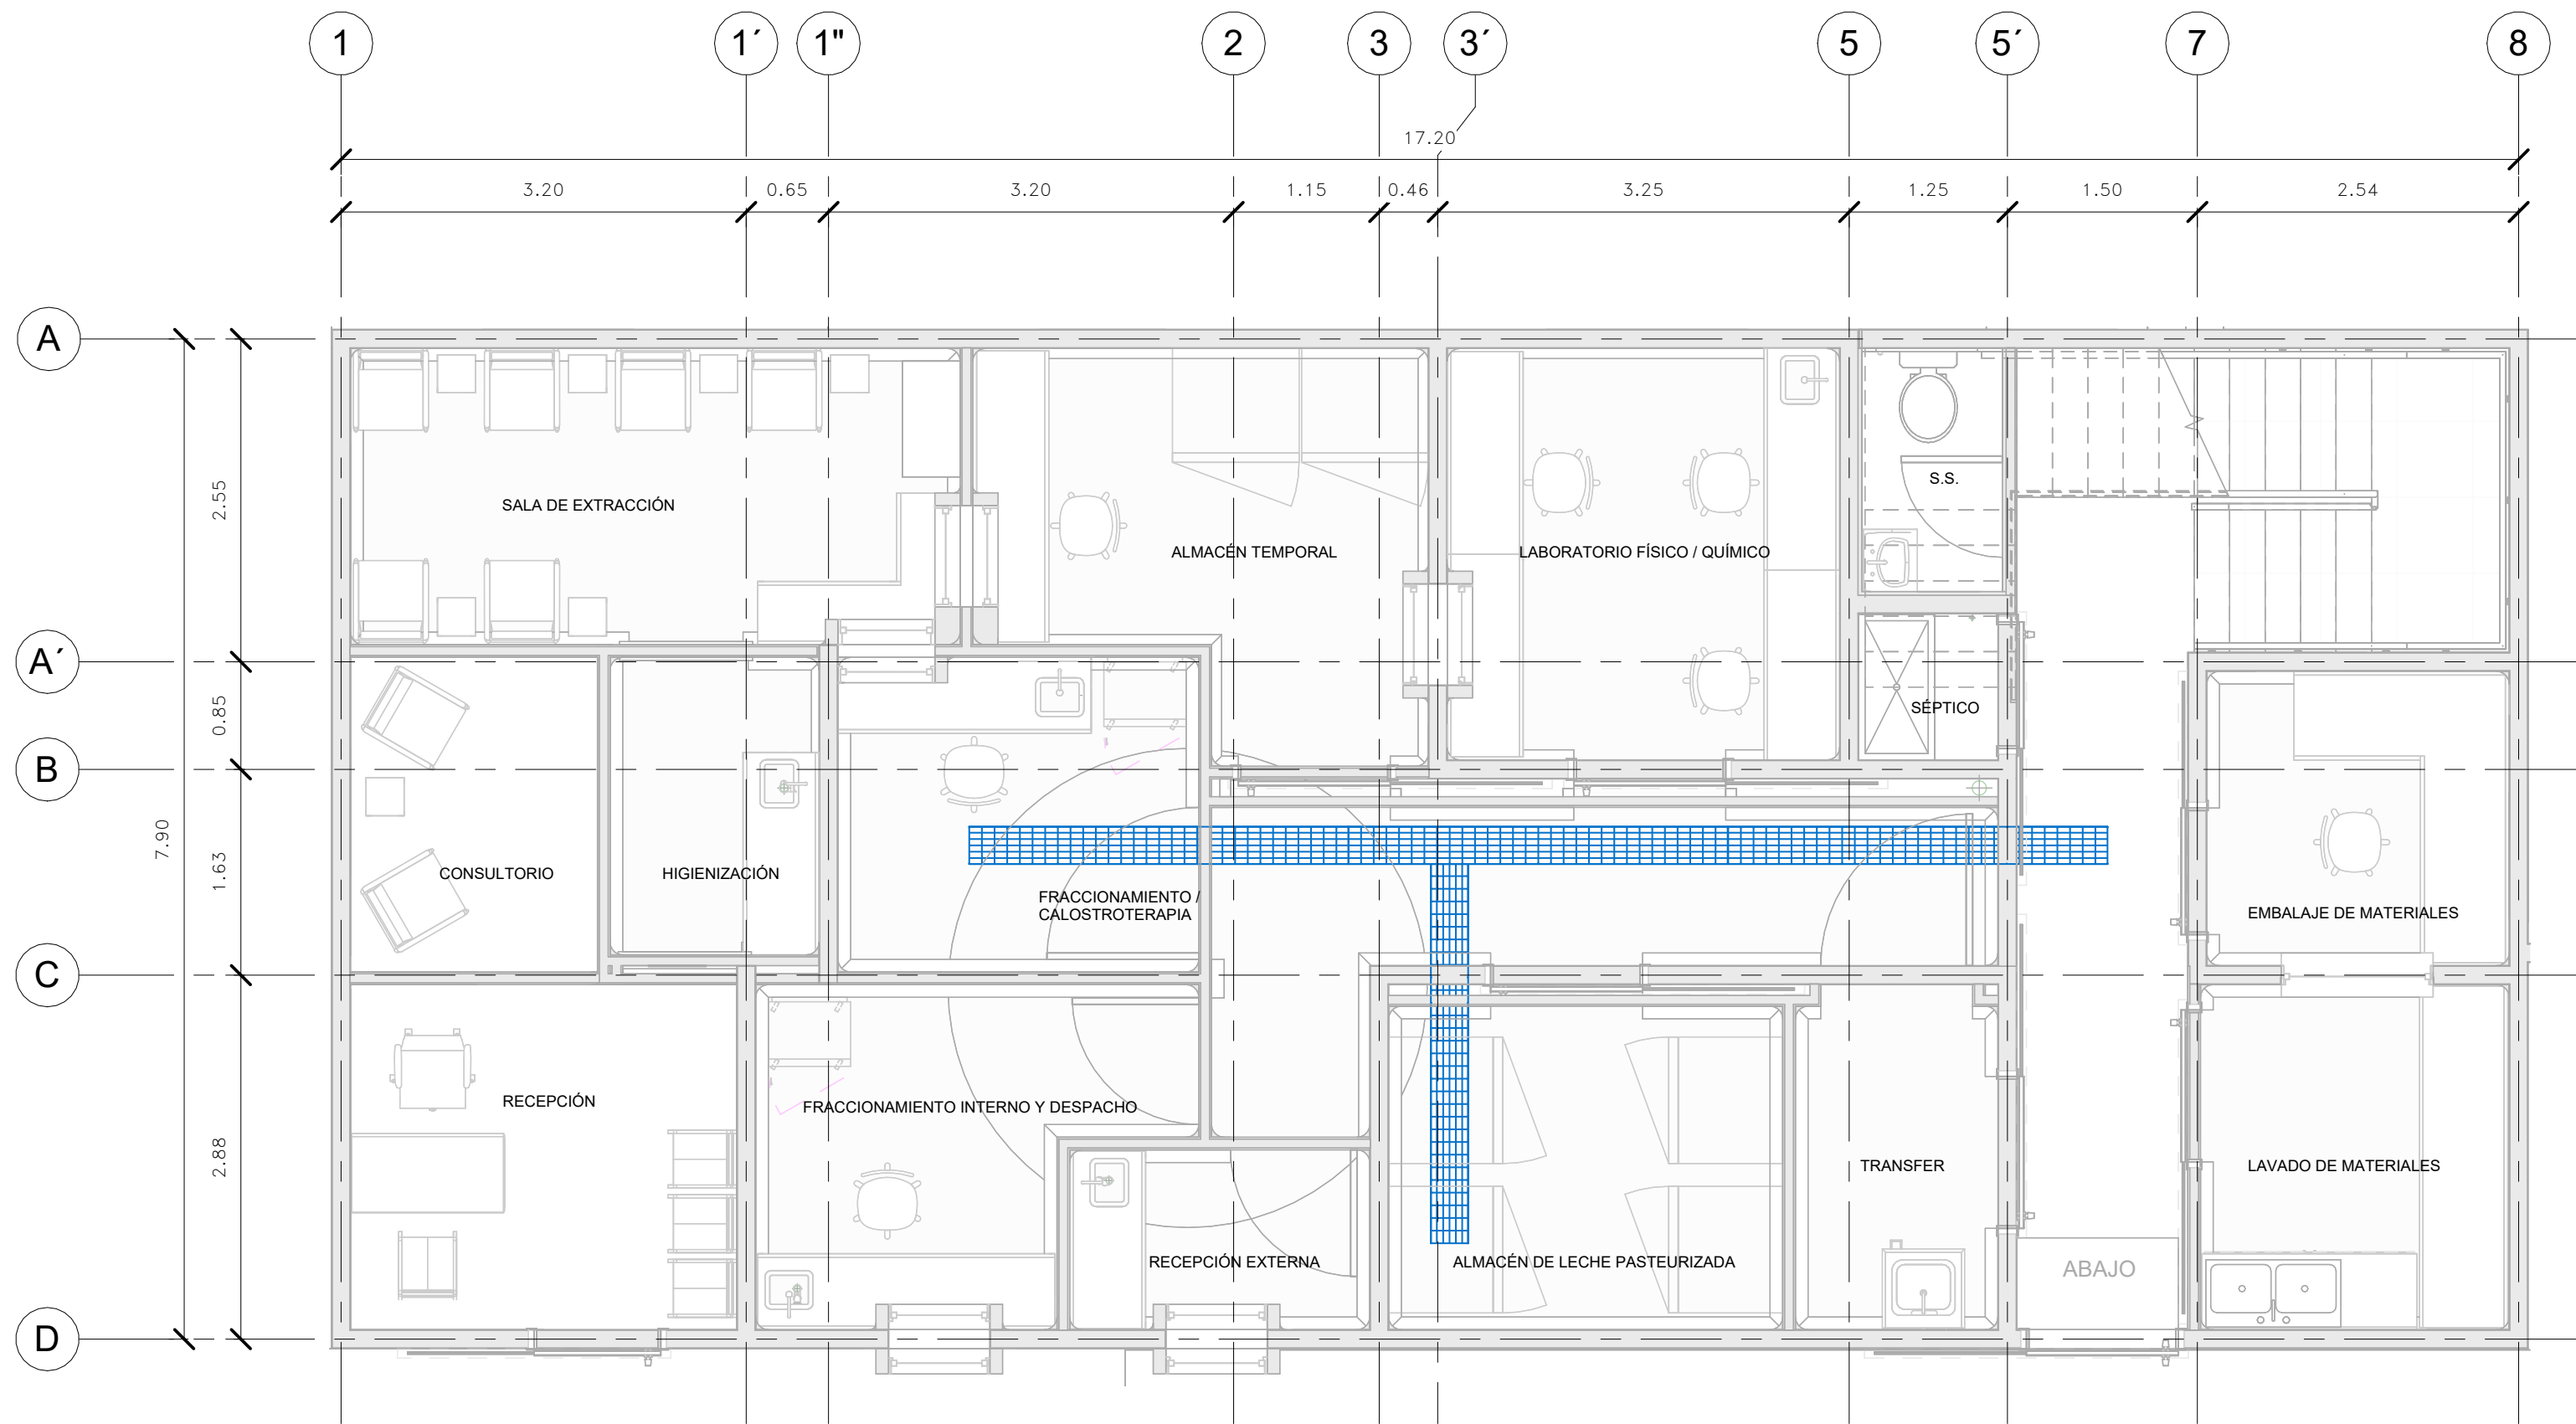 1 1´ 1" 2 3 3´ 5 5´ 7 8
17.20
3.20 0.65 3.20 1.15 0.46 3.25 1.25 1.50 2.54
A
2.55
S.S.
SALA DE EXTRACCIÓN
ALMACÉN TEMPORAL
LABORATORIO FÍSICO / QUÍMICO
A´
0.85
SÉPTICO
B
7.90
1.63
CONSULTORIO
HIGIENIZACIÓN
FRACCIONAMIENTO /
CALOSTROTERAPIA
EMBALAJE DE MATERIALES
C
RECEPCIÓN
FRACCIONAMIENTO INTERNO Y DESPACHO
2.88
TRANSFER
LAVADO DE MATERIALES
RECEPCIÓN EXTERNA
ALMACÉN DE LECHE PASTEURIZADA
ABAJO
D